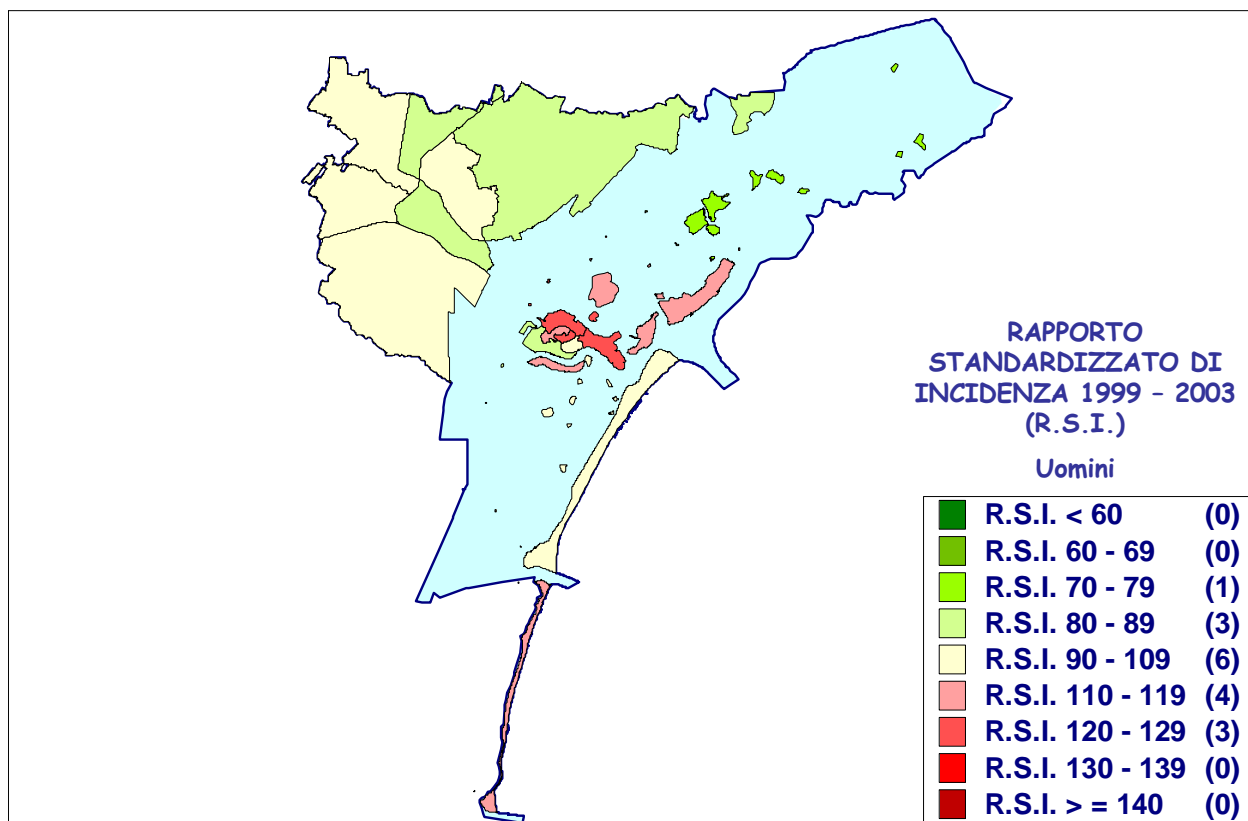 RAPPORTO
STANDARDIZZATO DI
INCIDENZA 1999 – 2003
(R.S.I.)
Uomini
R.S.I. < 60 (0)
R.S.I. 60 - 69 (0)
R.S.I. 70 - 79 (1)
R.S.I. 80 - 89 (3)
R.S.I. 90 - 109 (6)
R.S.I. 110 - 119 (4)
R.S.I. 120 - 129 (3)
R.S.I. 130 - 139 (0)
R.S.I. > = 140 (0)